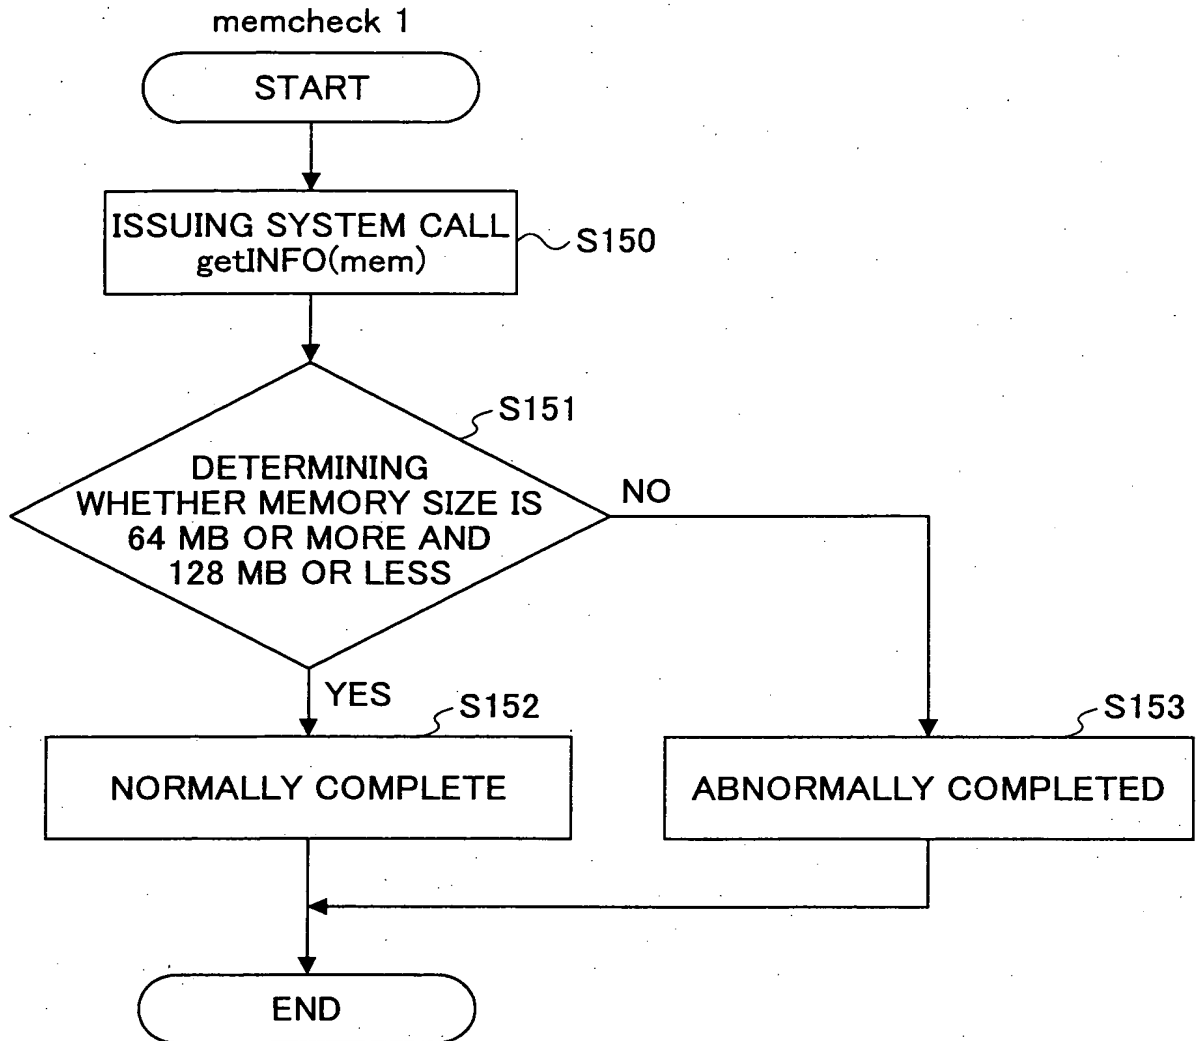 memcheck 1
START
ISSUING SYSTEM CALL
getINFO(mem)
S150
S151
DETERMINING
WHETHER MEMORY SIZE IS
64 MB OR MORE AND
128 MB OR LESS
NO
YES
S152
S153
NORMALLY COMPLETE
ABNORMALLY COMPLETED
END